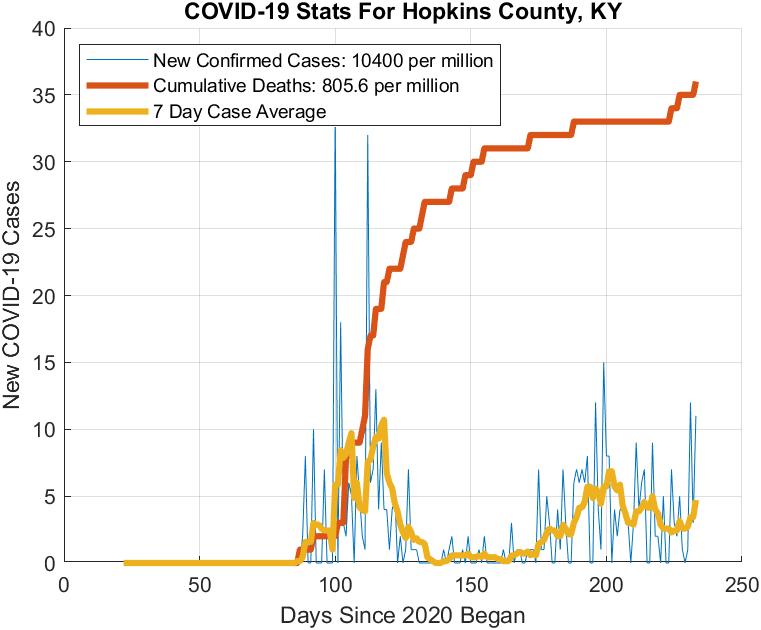 COVID-19 Stats For Hopkins County, KY
New Confirmed Cases: 10400 per million
Cumulative Deaths: 805.6 per million
7 Day Case Average
New COVID-19 Cases
40
35
30
25
20
15
10
5
0
0 50 100 150 200 250
Days Since 2020 Began